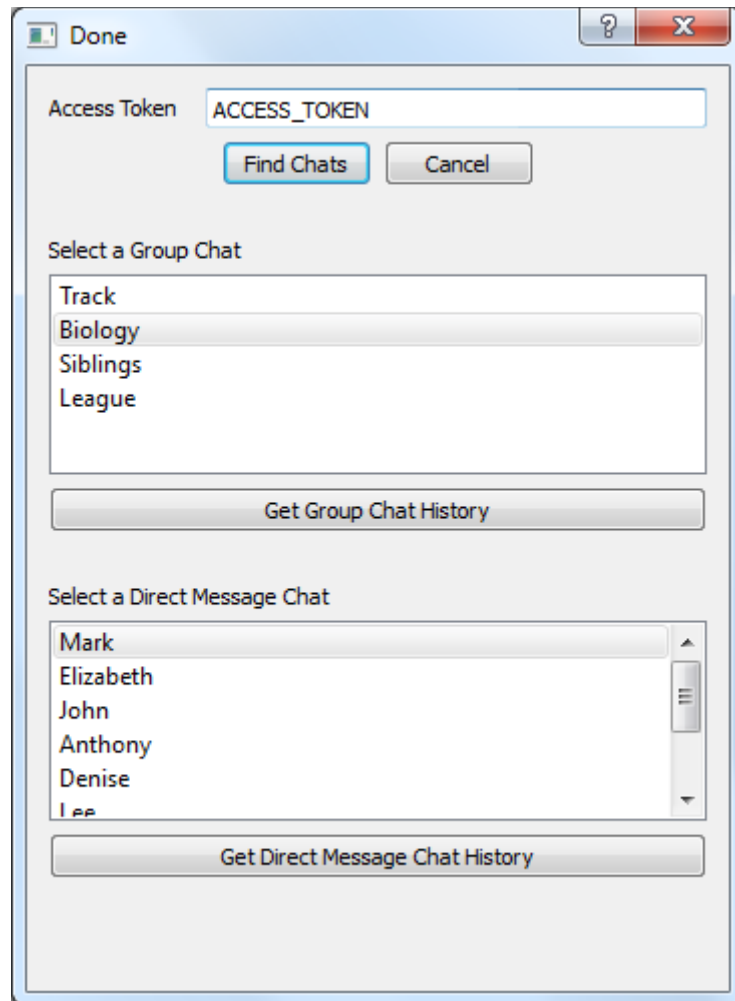 Done
Access Token ACCESS_TOKEN
Find Chats Cancel
Select a Group Chat
Track
Biology
Siblings
League
Get Group Chat History
Select a Direct Message Chat
Mark
Elizabeth
John
Anthony
Denise
Lee
Get Direct Message Chat History